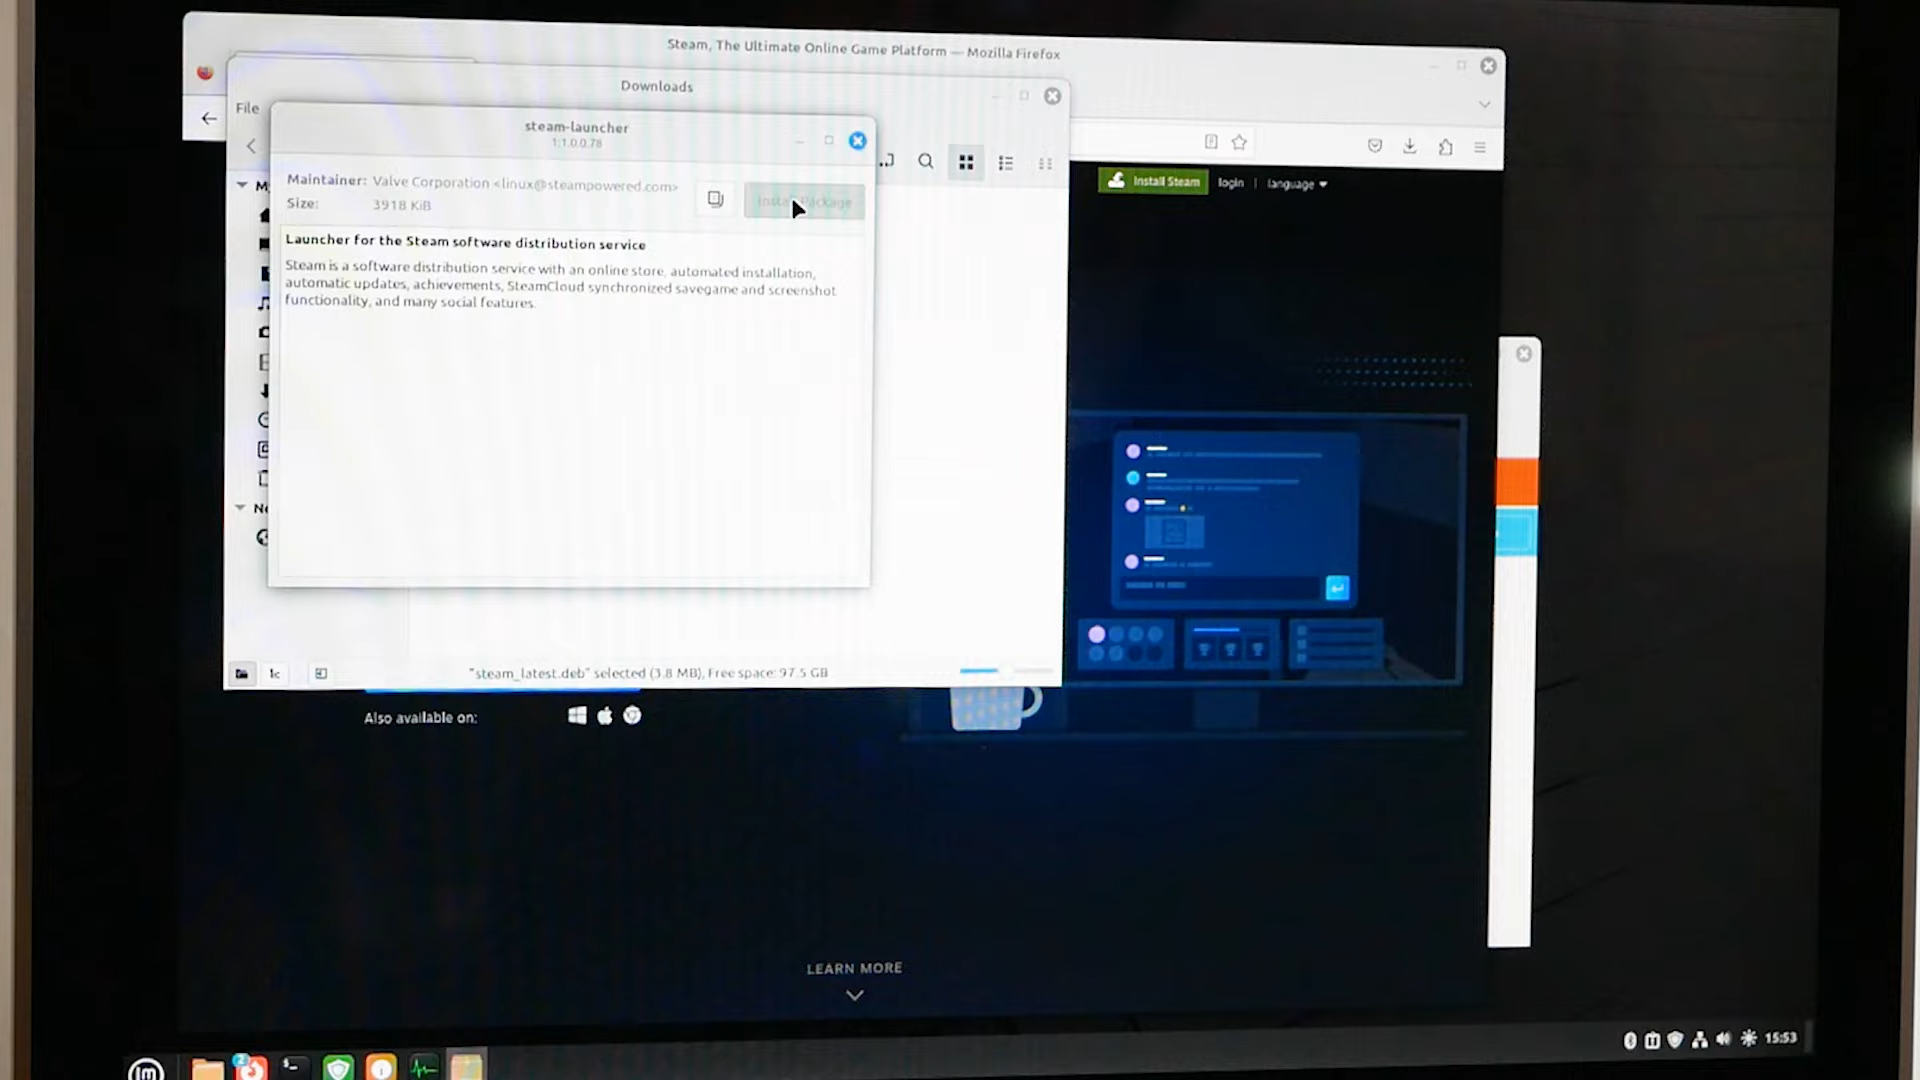 Steam, The Ultimate Online Game Platform — Mozilla Firefox
Downloads
File
steam-launcher
1:1.0.0.78
Maintainer: Valve Corporation <linux@steampowered.com>
Install Package
Size: 3918 KiB
Launcher for the Steam software distribution service
Steam is a software distribution service with an online store, automated installation,
automatic updates, achievements, SteamCloud synchronized savegame and screenshot
functionality, and many social features.
Install Steam
login | language
"steam_latest.deb" selected (3.8 MB), Free space: 97.5 GB
Also available on:
LEARN MORE
2
15:53